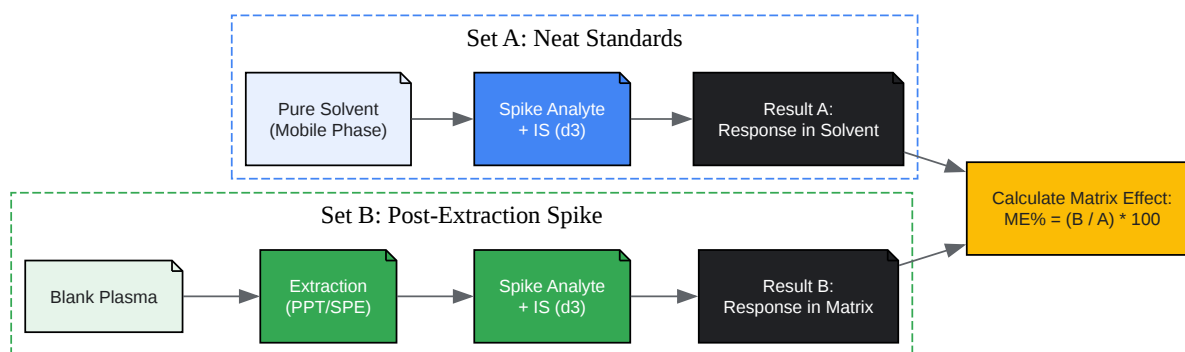 Set A: Neat Standards
Pure Solvent
(Mobile Phase)
Spike Analyte
+ IS (d3)
Result A:
Response in Solvent
Calculate Matrix Effect:
ME% = (B / A) * 100
Set B: Post-Extraction Spike
Blank Plasma
Extraction
(PPT/SPE)
Spike Analyte
+ IS (d3)
Result B:
Response in Matrix